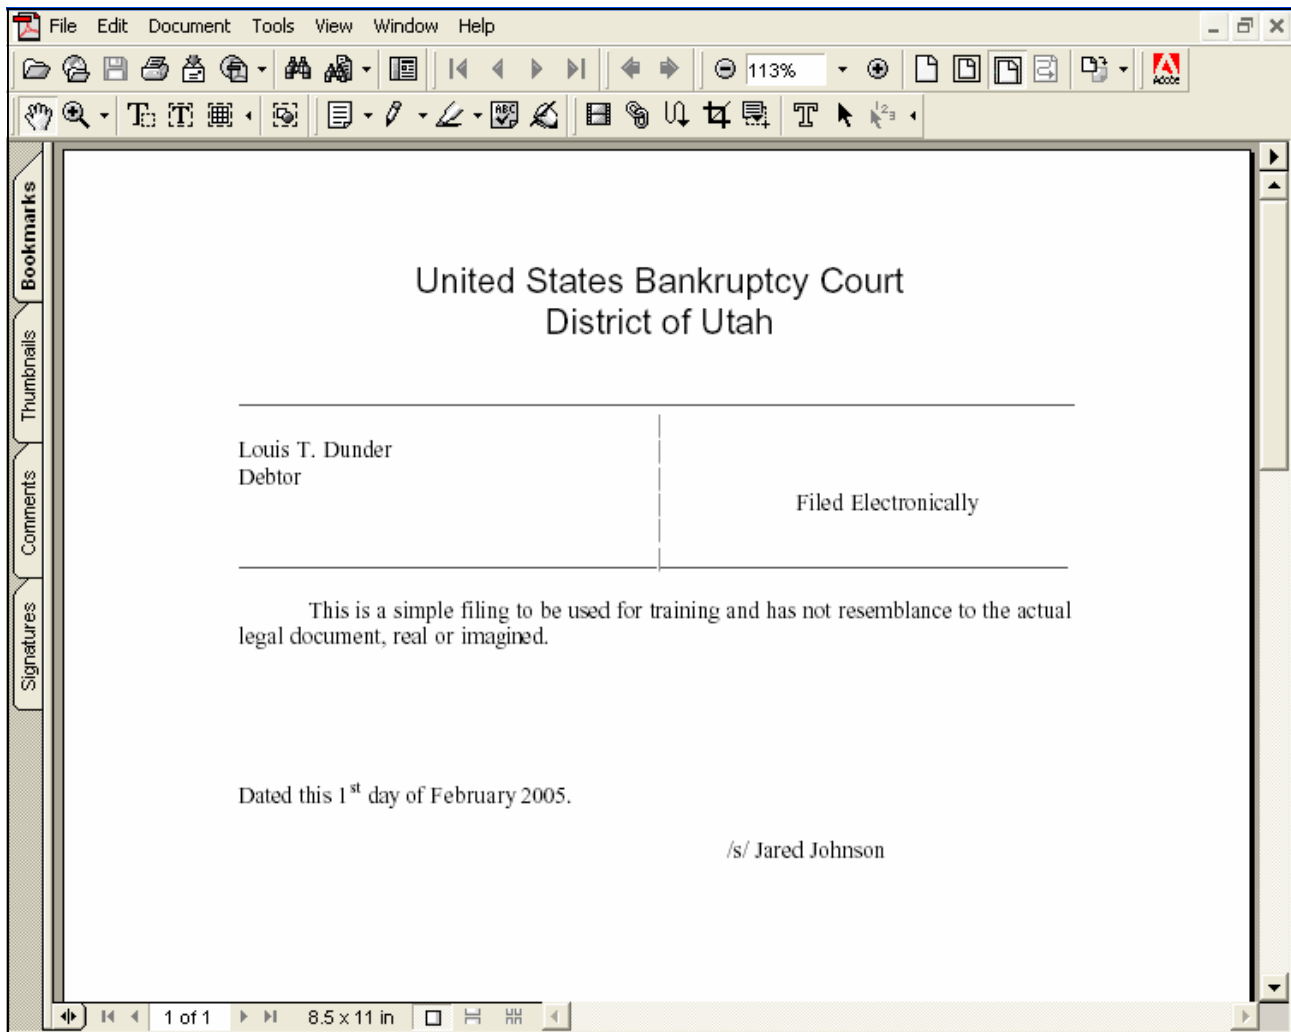 File Edit Document Tools View Window Help
113%
Adobe
Bookmarks
Thumbnails
Comments
Signatures
United States Bankruptcy Court
District of Utah
Louis T. Dunder
Debtor
Filed Electronically
This is a simple filing to be used for training and has not resemblance to the actual
legal document, real or imagined.
Dated this 1st day of February 2005.
/s/ Jared Johnson
1 of 1 8.5 x 11 in